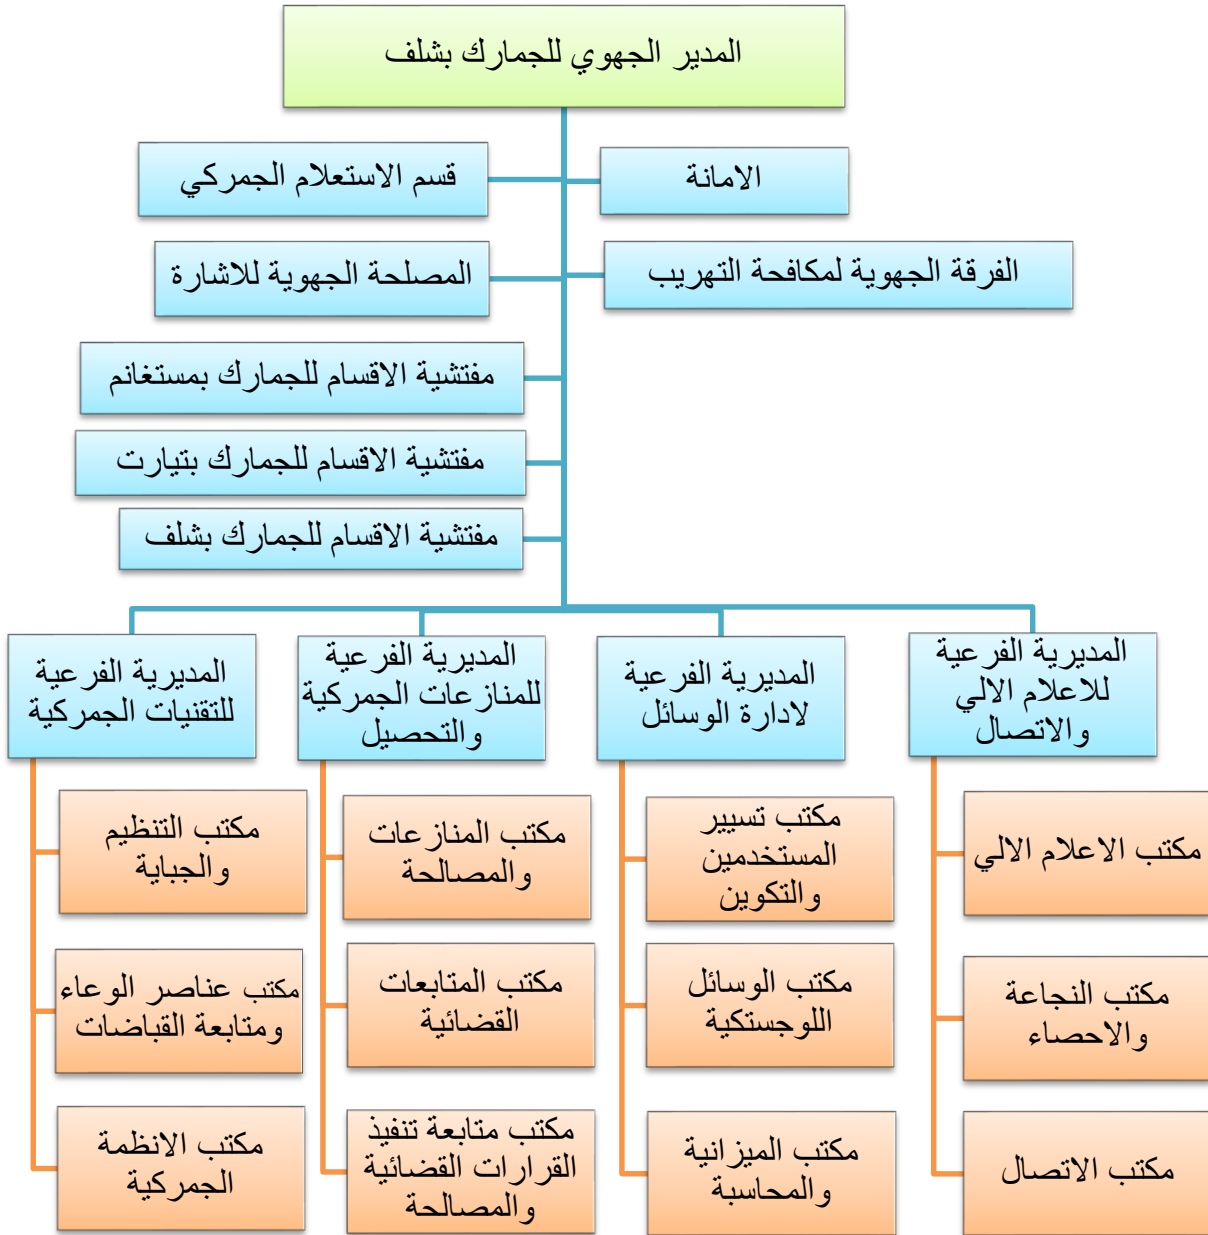 المدير الجهوي للجمارك بشلف
الامانة
قسم الاستعلام الجمركي
الفرقة الجهوية لمكافحة التهريب
المصلحة الجهوية للاشارة
مفتشية الاقسام للجمارك بمستغانم
مفتشية الاقسام للجمارك بتيارت
مفتشية الاقسام للجمارك بشلف
المديرية الفرعية
للاعلام الالي
والاتصال
المديرية الفرعية
لادارة الوسائل
المديرية الفرعية
للمنازعات الجمركية
والتحصيل
المديرية الفرعية
للتقنيات الجمركية
مكتب الاعلام الالي
مكتب تسيير
المستخدمين
والتكوين
مكتب المنازعات
والمصالحة
مكتب التنظيم
والجباية
مكتب النجاعة
والاحصاء
مكتب الوسائل
اللوجستكية
مكتب المتابعات
القضائية
مكتب عناصر الوعاء
ومتابعة القباضات
مكتب الاتصال
مكتب الميزانية
والمحاسبة
مكتب متابعة تنفيذ
القرارات القضائية
والمصالحة
مكتب الانظمة
الجمركية